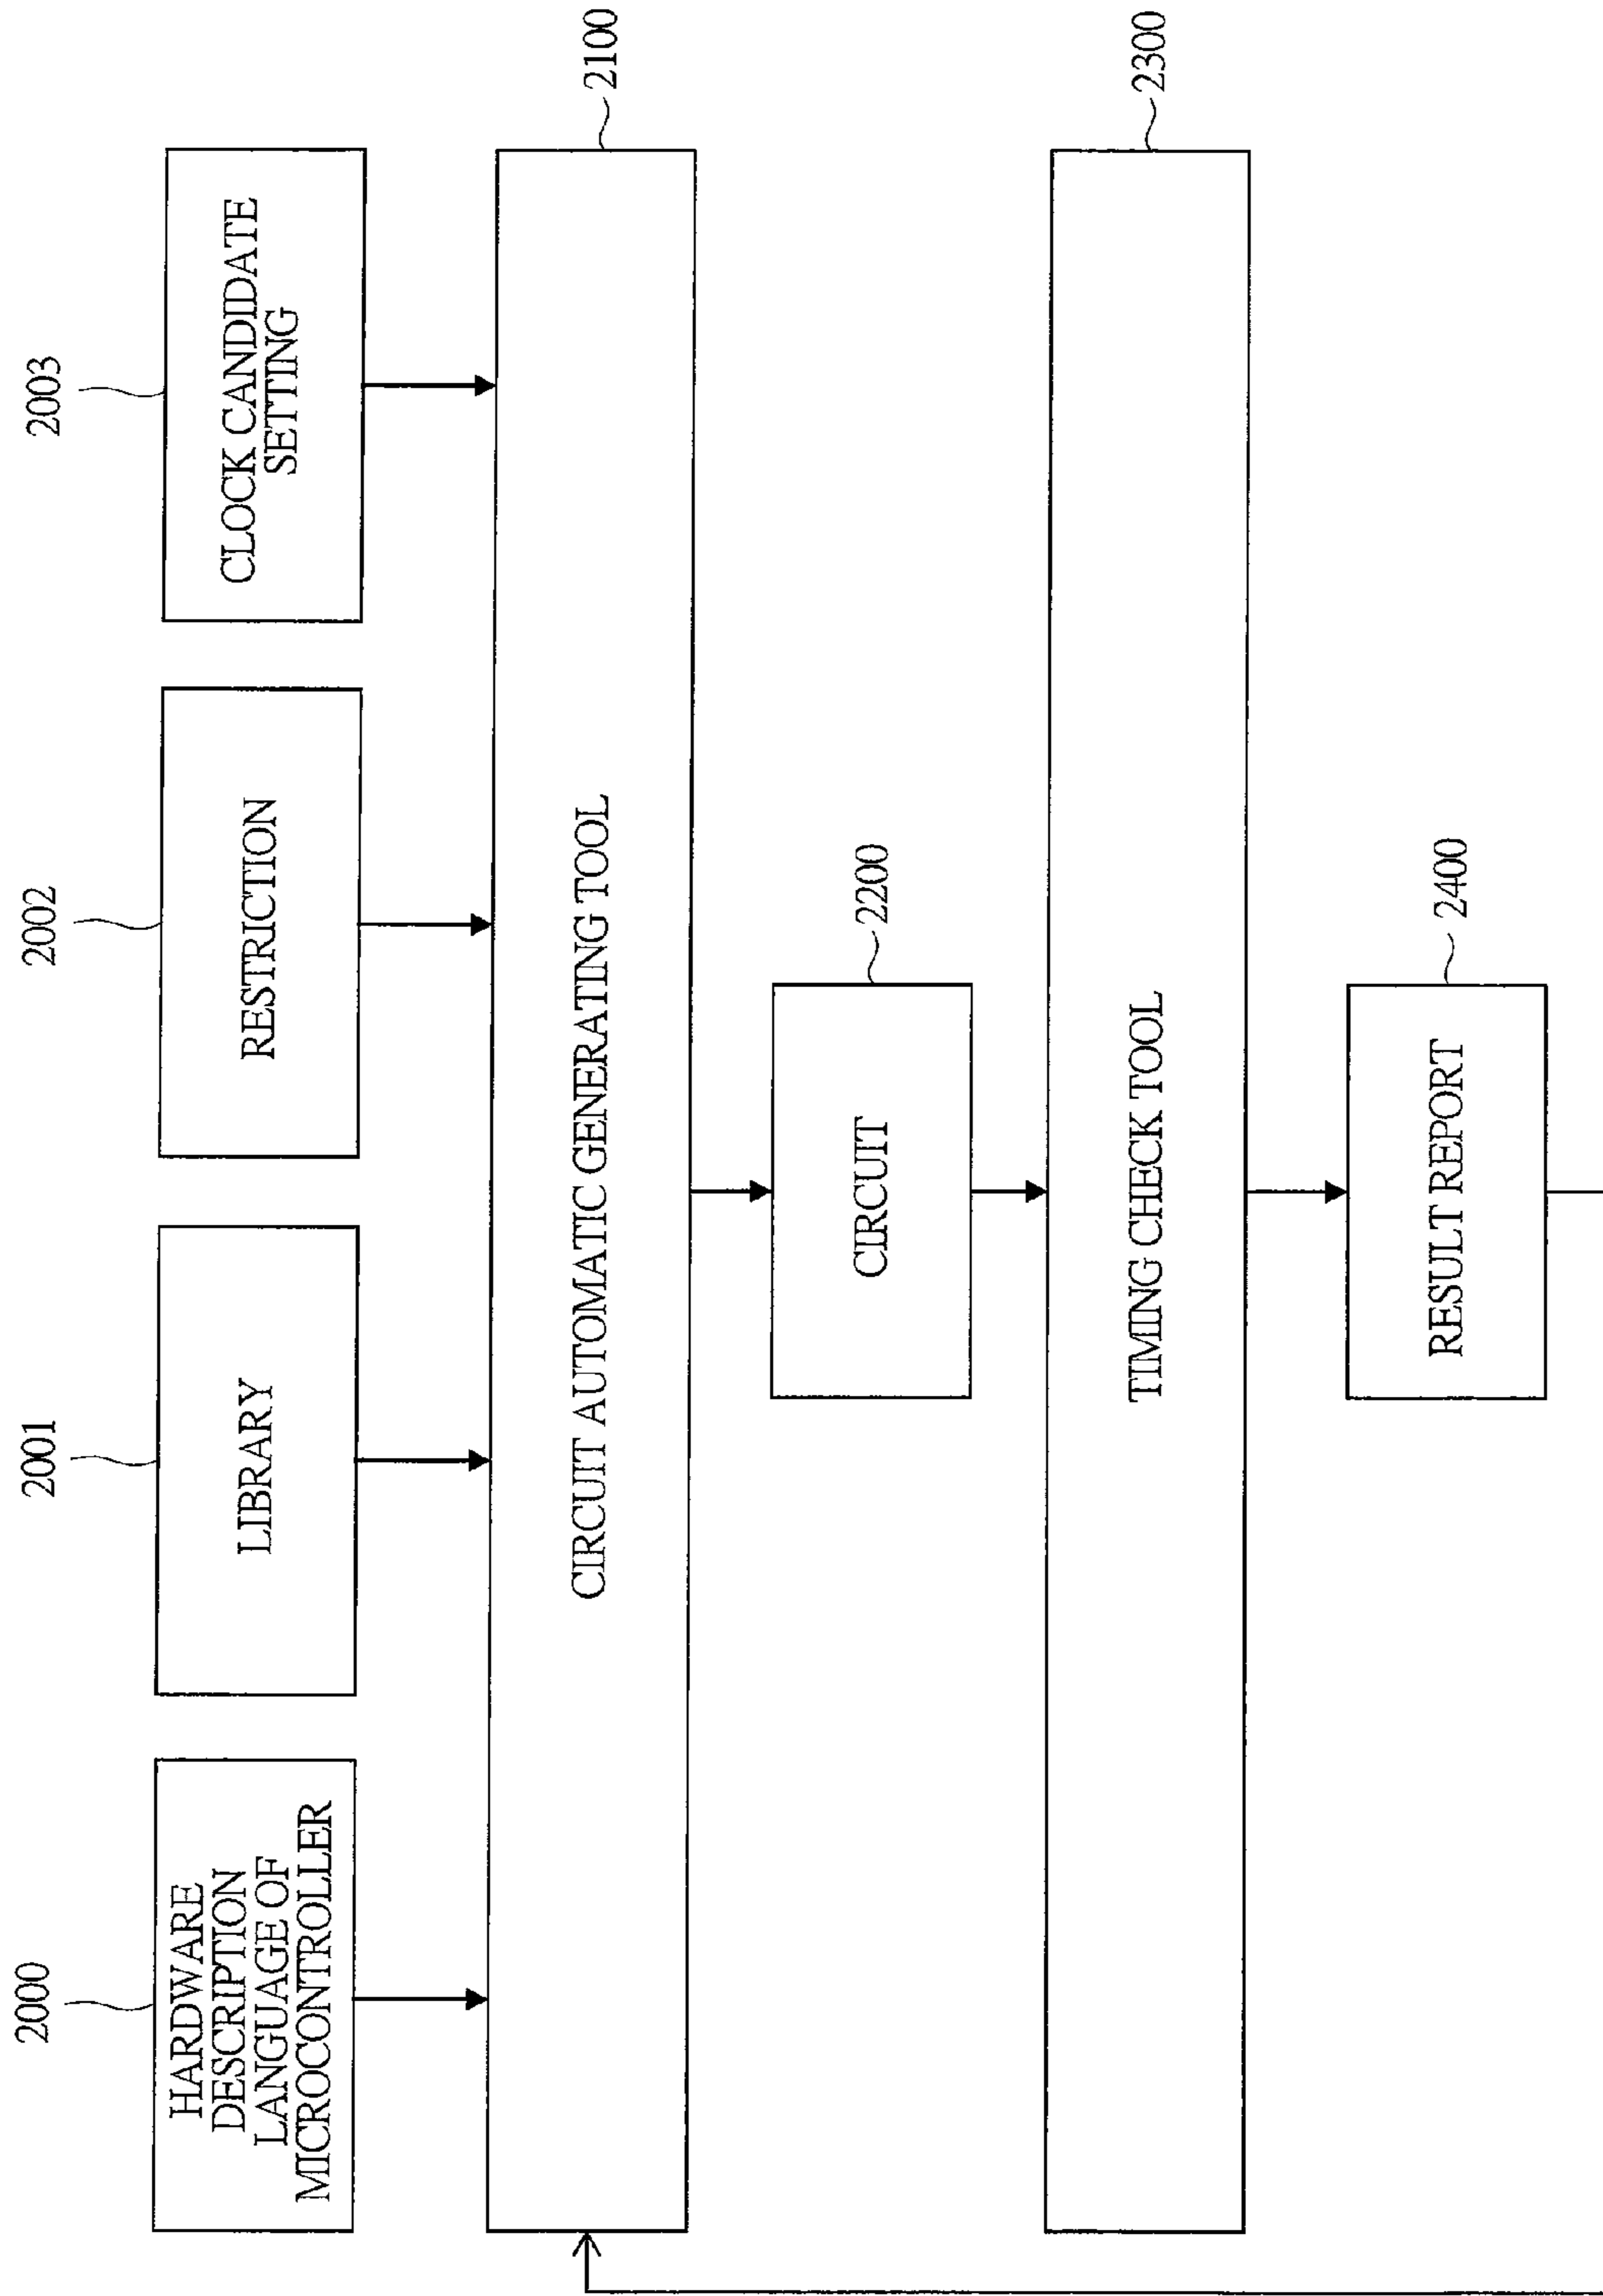 2000
2001
2002
2003
HARDWARE
DESCRIPTION
LANGUAGE OF
MICROCONTROLLER
LIBRARY
RESTRICTION
CLOCK CANDIDATE
SETTING
CIRCUIT AUTOMATIC GENERATING TOOL
2100
CIRCUIT
2200
TIMING CHECK TOOL
2300
RESULT REPORT
2400